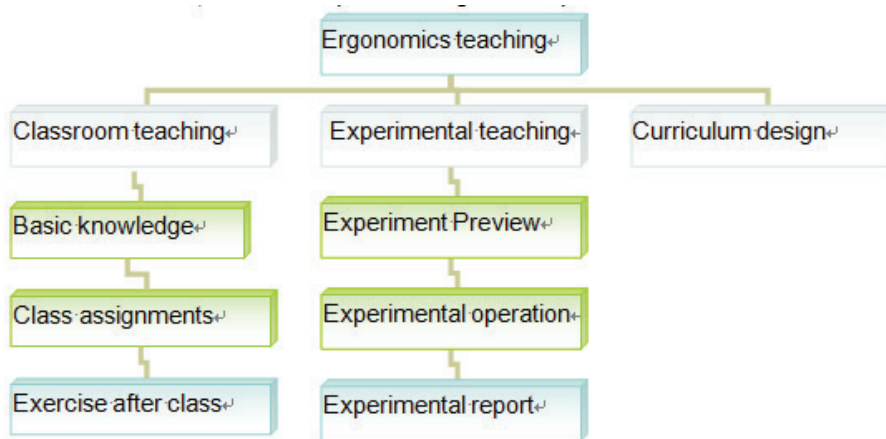 Ergonomics teaching
Classroom teaching
Experimental teaching
Curriculum design
Basic knowledge
Experiment Preview
Class assignments
Experimental operation
Exercise after class
Experimental report